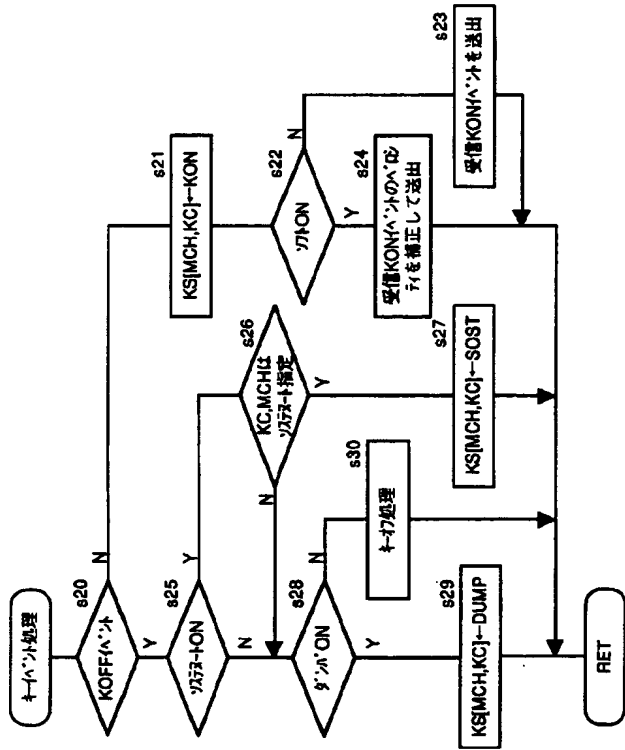 キーイベント処理
s20
KOFFイベント
N
Y
s21
KS[MCH,KC]←KON
s22
ソフトON
N
Y
s23
受信KONイベントを送出
s24
受信KONイベントのベロシ
ティを補正して送出
s25
ソステヌートON
Y
N
s26
KC,MCHは
ソステヌート指定
N
Y
s27
KS[MCH,KC]←SOST
s28
ダンパON
N
Y
s30
キーオフ処理
s29
KS[MCH,KC]←DUMP
RET